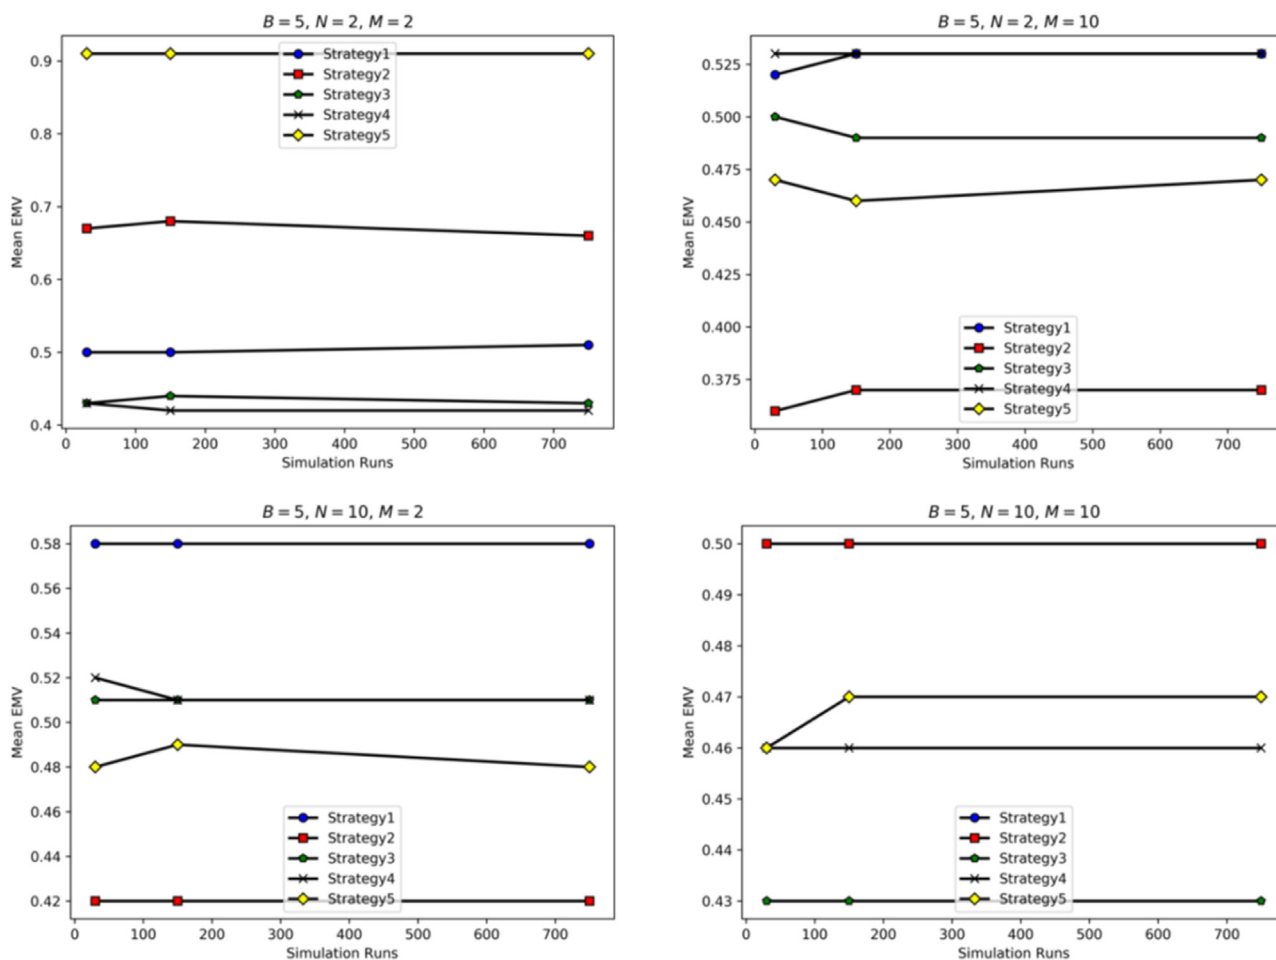 B = 5, N = 2, M = 2
0.9
0.8
0.7
0.6
0.5
0.4
Mean EMV
0 100 200 300 400 500 600 700
Simulation Runs
Strategy1
Strategy2
Strategy3
Strategy4
Strategy5
B = 5, N = 2, M = 10
0.525
0.500
0.475
0.450
0.425
0.400
0.375
Mean EMV
0 100 200 300 400 500 600 700
Simulation Runs
Strategy1
Strategy2
Strategy3
Strategy4
Strategy5
B = 5, N = 10, M = 2
0.58
0.56
0.54
0.52
0.50
0.48
0.46
0.44
0.42
Mean EMV
0 100 200 300 400 500 600 700
Simulation Runs
Strategy1
Strategy2
Strategy3
Strategy4
Strategy5
B = 5, N = 10, M = 10
0.50
0.49
0.48
0.47
0.46
0.45
0.44
0.43
Mean EMV
0 100 200 300 400 500 600 700
Simulation Runs
Strategy1
Strategy2
Strategy3
Strategy4
Strategy5